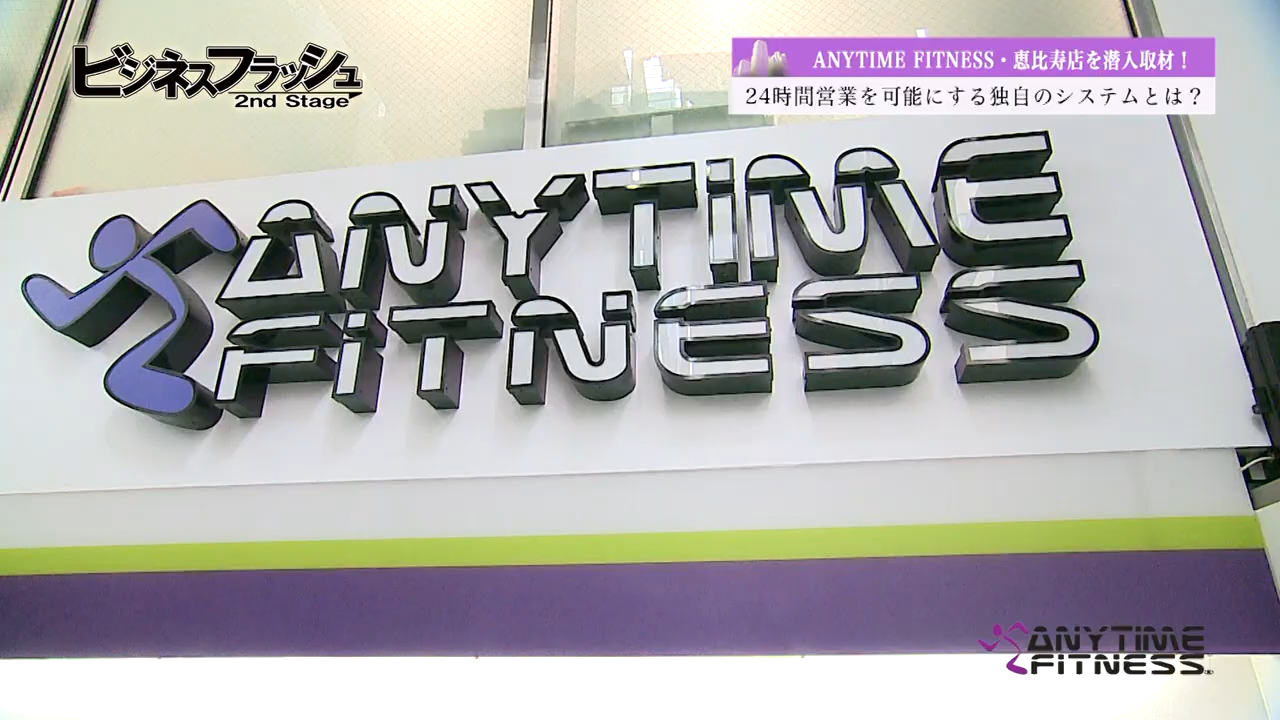 ビジネスフラッシュ
2nd Stage
ANYTIME FITNESS・恵比寿店を潜入取材！
24時間営業を可能にする独自のシステムとは？
ANYTIME
FITNESS
ANYTIME
FITNESS®